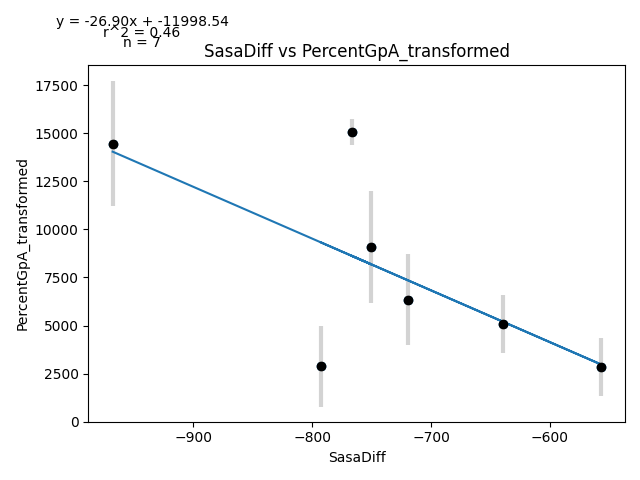 y = -26.90x + -11998.54
r^2 = 0.46
n = 7
SasaDiff vs PercentGpA_transformed
17500
15000
12500
10000
7500
5000
2500
0
PercentGpA_transformed
−900 −800 −700 −600
SasaDiff